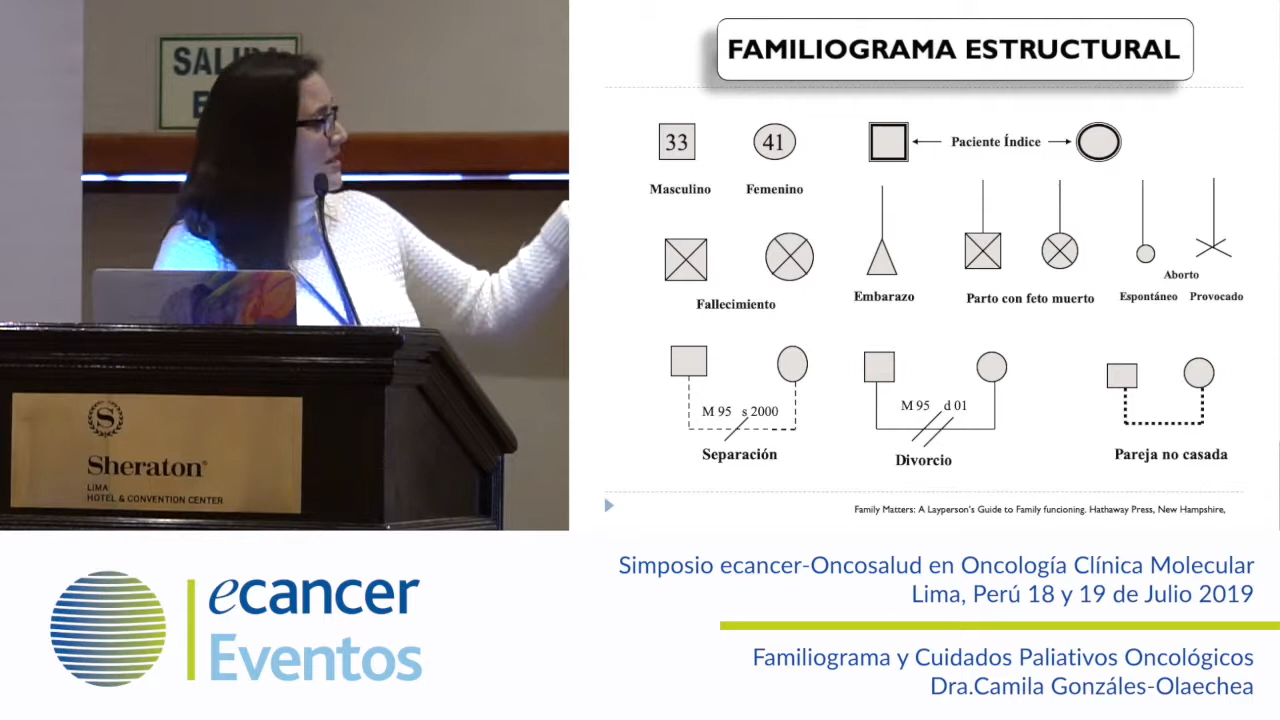 SALI
E
S
Sheraton®
LIMA
HOTEL & CONVENTION CENTER
FAMILIOGRAMA ESTRUCTURAL
33
41
Paciente Índice
Masculino
Femenino
Fallecimiento
Embarazo
Parto con feto muerto
Aborto
Espontáneo Provocado
M 95 s 2000
Separación
M 95 d 01
Divorcio
Pareja no casada
Family Matters: A Layperson's Guide to Family funcioning. Hathaway Press, New Hampshire,
ecancer
Eventos
Simposio ecancer-Oncosalud en Oncología Clínica Molecular
Lima, Perú 18 y 19 de Julio 2019
Familiograma y Cuidados Paliativos Oncológicos
Dra.Camila Gonzáles-Olaechea